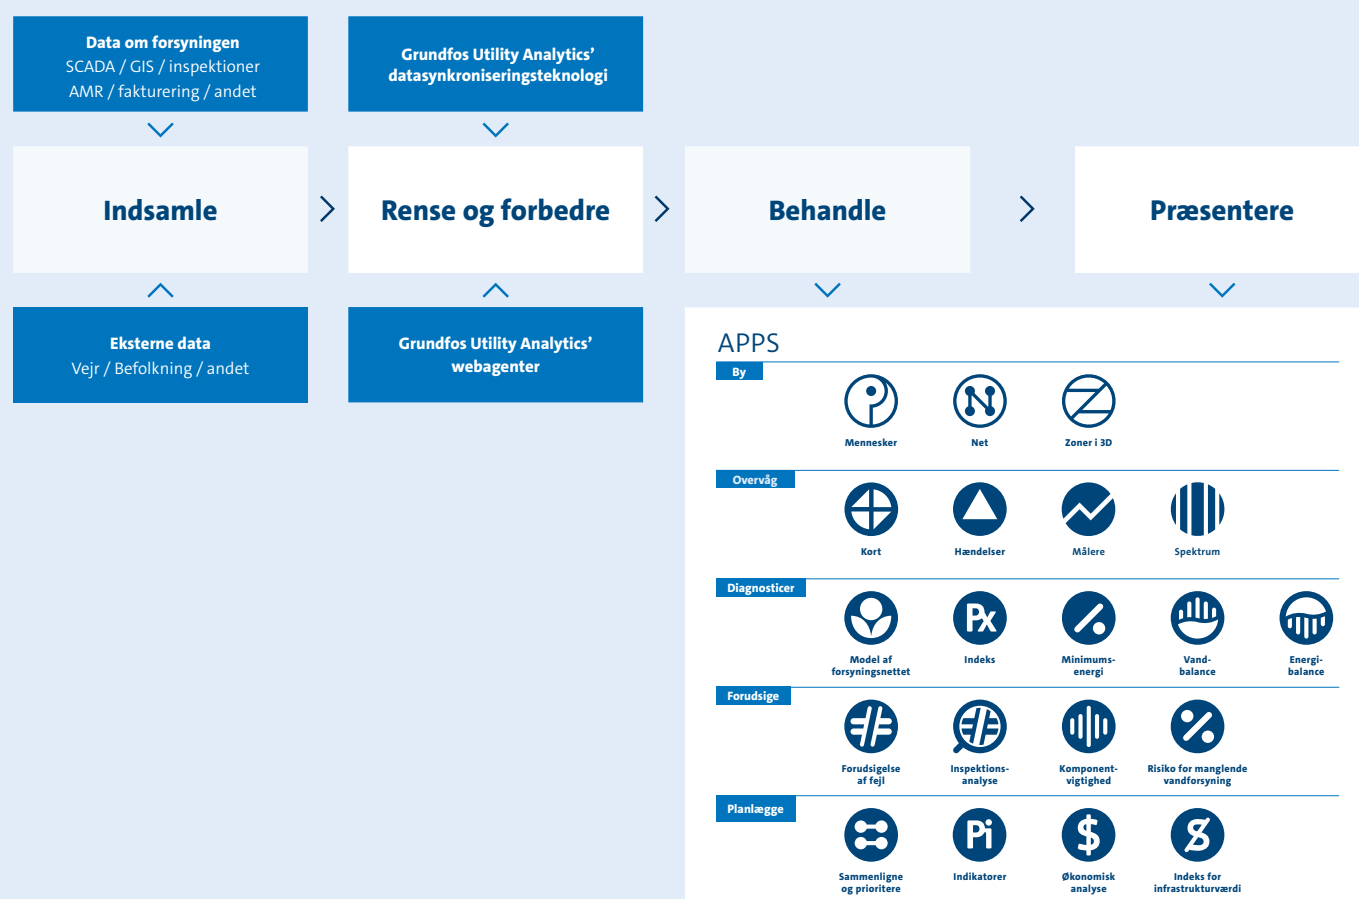 Data om forsyningen
SCADA / GIS / inspektioner
AMR / fakturering / andet
Grundfos Utility Analytics’
datasynkroniseringsteknologi
Indsamle
Rense og forbedre
Behandle
Præsentere
Eksterne data
Vejr / Befolkning / andet
Grundfos Utility Analytics’
webagenter
APPS
By
Mennesker
Net
Zoner i 3D
Overvåg
Kort
Hændelser
Målere
Spektrum
Diagnosticer
Px
Model af
forsyningsnettet
Indeks
Minimums-
energi
Vand-
balance
Energi-
balance
Forudsige
Forudsigelse
af fejl
Inspektions-
analyse
Komponent-
vigtighed
Risiko for manglende
vandforsyning
Planlægge
Pi
$
Sammenligne
og prioritere
Indikatorer
Økonomisk
analyse
Indeks for
infrastrukturværdi